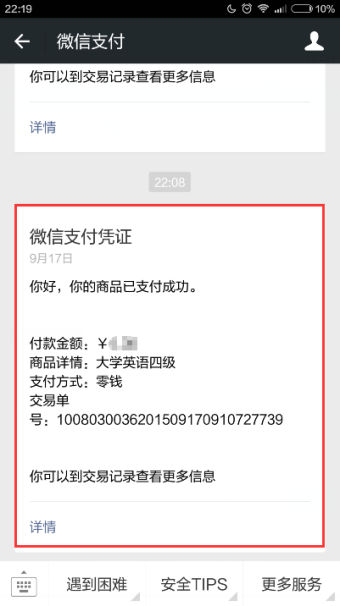 22:19
10%
微信支付
你可以到交易记录查看更多信息
详情
22:08
微信支付凭证
9月17日
你好，你的商品已支付成功。
付款金额：￥
商品详情：大学英语四级
支付方式：零钱
交易单
号：1008030036201509170910727739
你可以到交易记录查看更多信息
详情
遇到困难
安全TIPS
更多服务